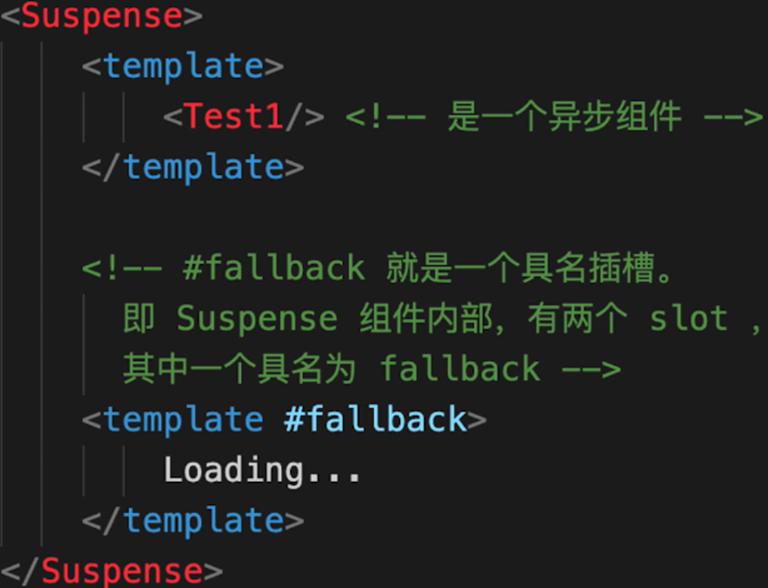 <Suspense>
<template>
<Test1/> <!-- 是一个异步组件 -->
</template>
<!-- #fallback 就是一个具名插槽。
即 Suspense 组件内部，有两个 slot ，
其中一个具名为 fallback -->
<template #fallback>
Loading...
</template>
</Suspense>